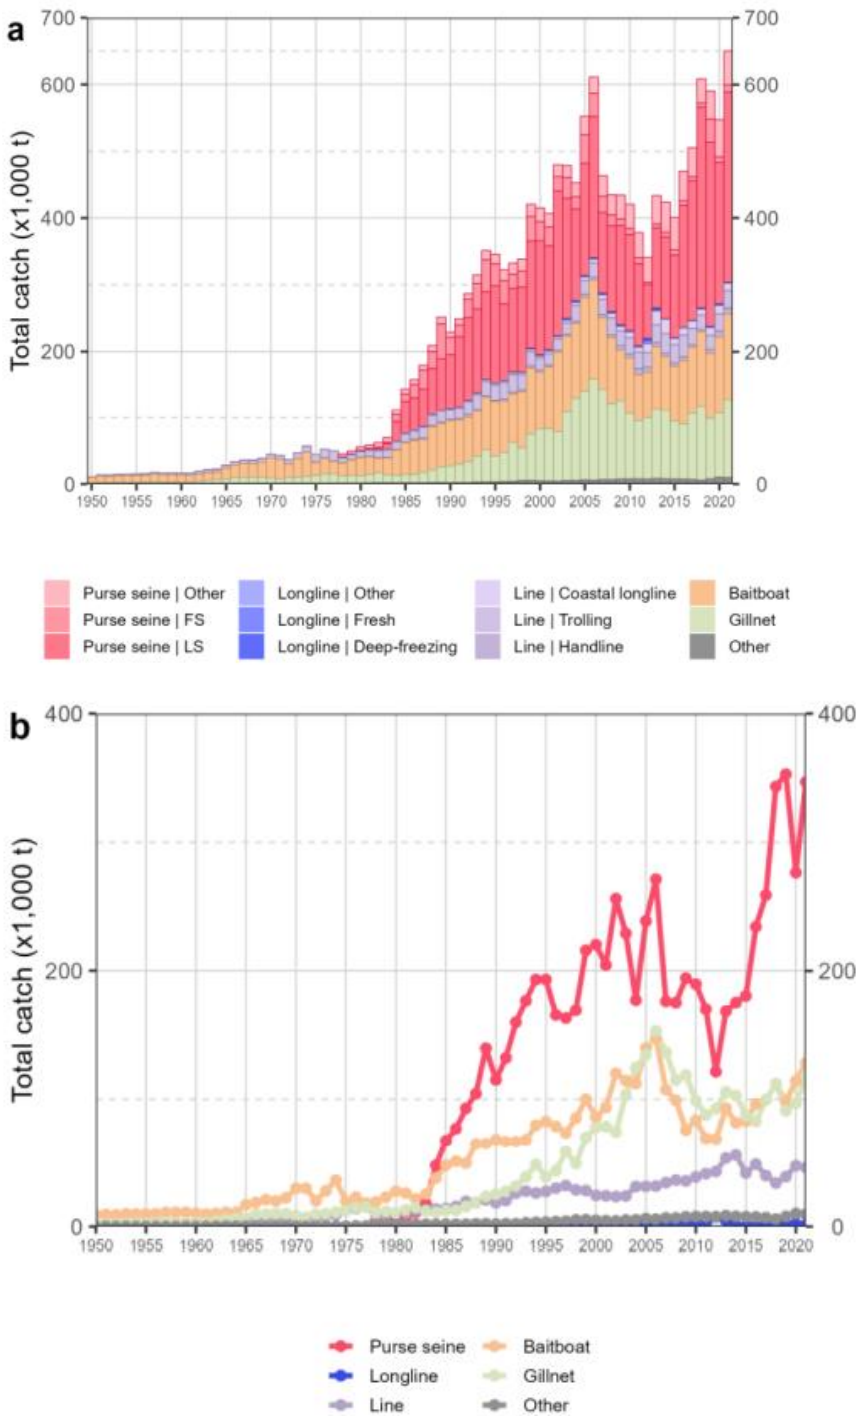 a
Total catch (x1,000 t)
700 700
600 600
400 400
200 200
0 0
1950 1955 1960 1965 1970 1975 1980 1985 1990 1995 2000 2005 2010 2015 2020
Purse seine | Other Longline | Other Line | Coastal longline Baitboat
Purse seine | FS Longline | Fresh Line | Trolling Gillnet
Purse seine | LS Longline | Deep-freezing Line | Handline Other
b
Total catch (x1,000 t)
400 400
200 200
0 0
1950 1955 1960 1965 1970 1975 1980 1985 1990 1995 2000 2005 2010 2015 2020
Purse seine Baitboat
Longline Gillnet
Line Other